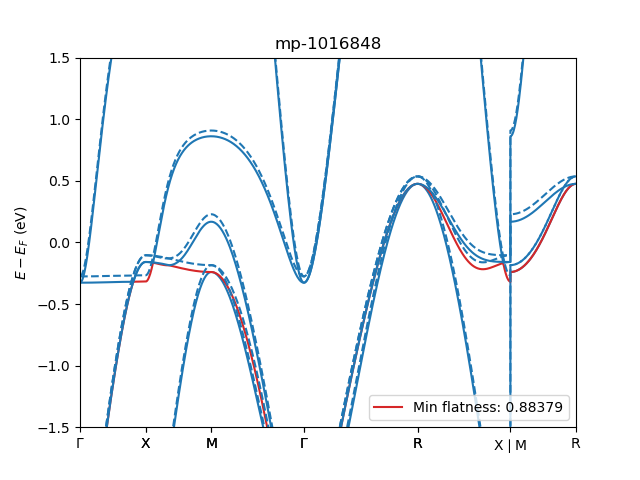 mp-1016848
E − E_F (eV)
1.5
1.0
0.5
0.0
−0.5
−1.0
−1.5
Min flatness: 0.88379
Γ X M Γ R X | M R